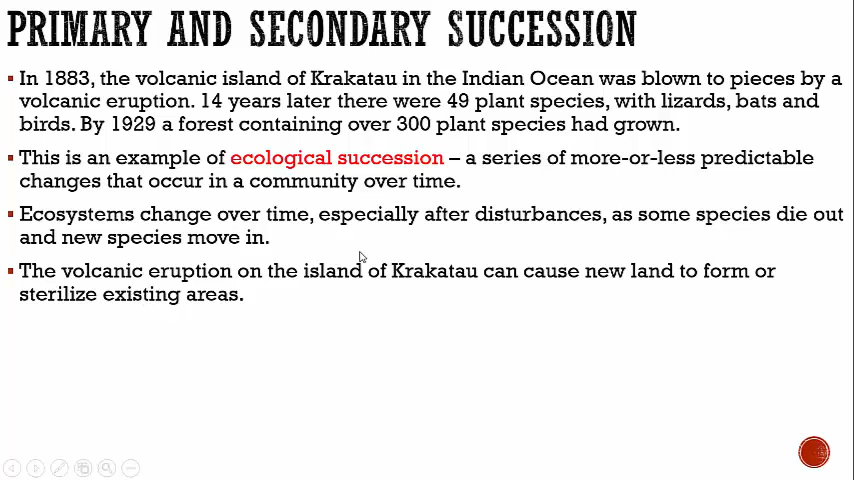 PRIMARY AND SECONDARY SUCCESSION
In 1883, the volcanic island of Krakatau in the Indian Ocean was blown to pieces by a
volcanic eruption. 14 years later there were 49 plant species, with lizards, bats and
birds. By 1929 a forest containing over 300 plant species had grown.
This is an example of ecological succession – a series of more-or-less predictable
changes that occur in a community over time.
Ecosystems change over time, especially after disturbances, as some species die out
and new species move in.
The volcanic eruption on the island of Krakatau can cause new land to form or
sterilize existing areas.